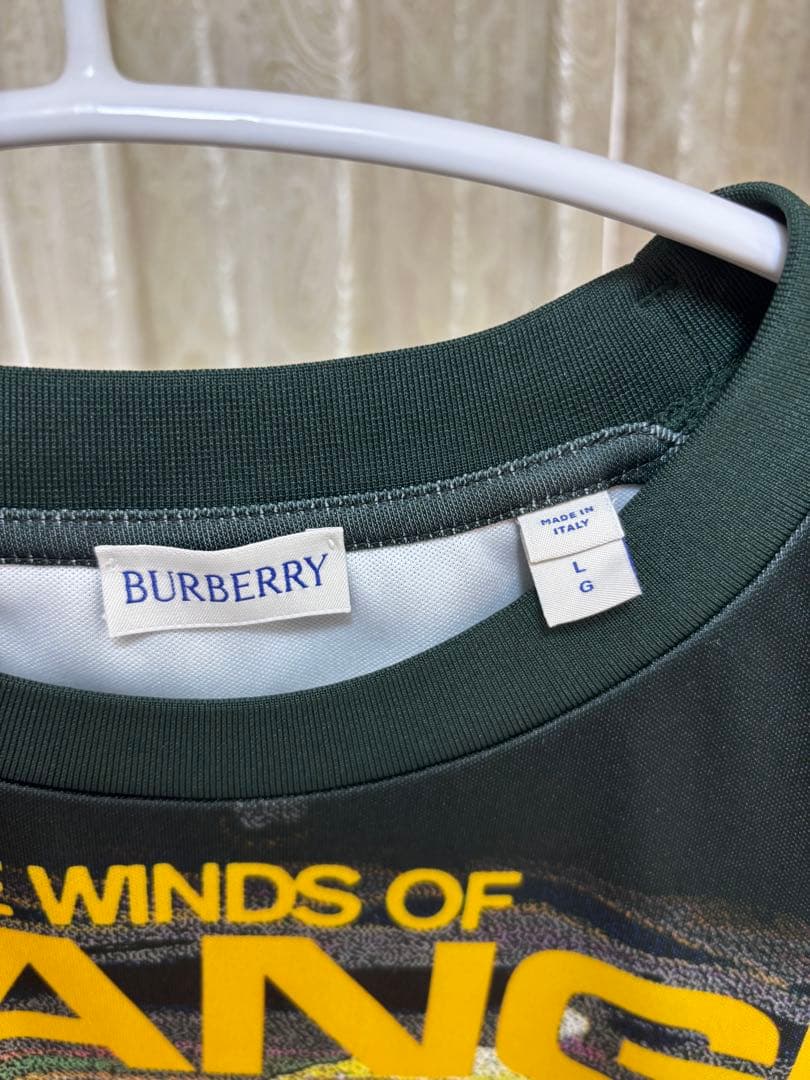 BURBERRY
MADE IN
ITALY
L
G
WINDS OF
ANG